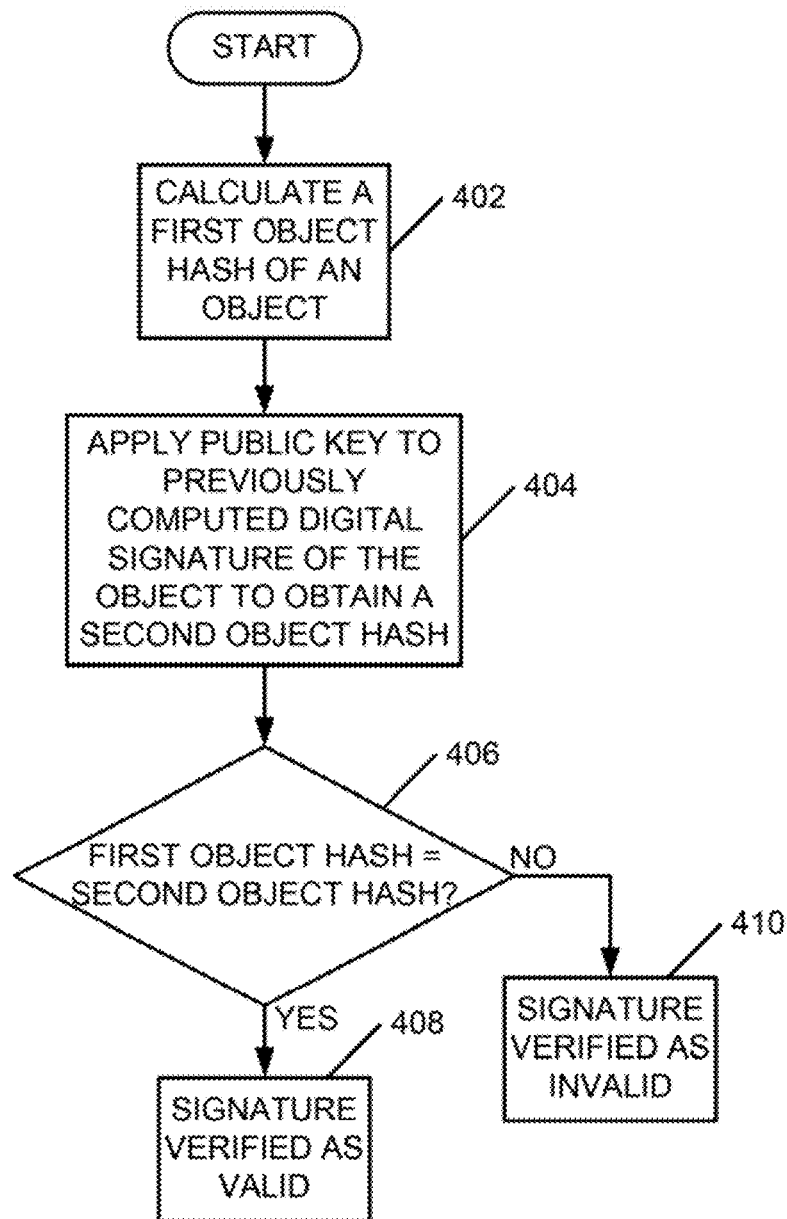 START
CALCULATE A
FIRST OBJECT
HASH OF AN
OBJECT
402
APPLY PUBLIC KEY TO
PREVIOUSLY
COMPUTED DIGITAL
SIGNATURE OF THE
OBJECT TO OBTAIN A
SECOND OBJECT HASH
404
406
FIRST OBJECT HASH =
SECOND OBJECT HASH?
NO
YES
410
SIGNATURE
VERIFIED AS
INVALID
408
SIGNATURE
VERIFIED AS
VALID